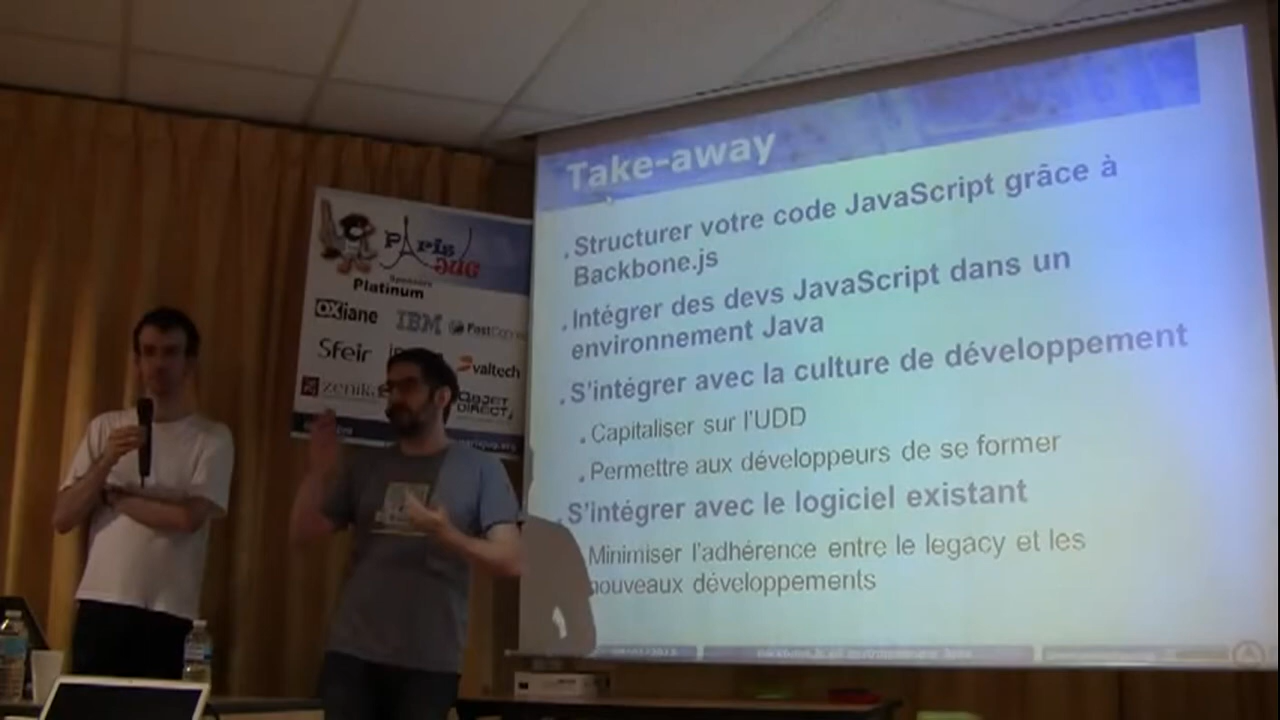 Take-away
Structurer votre code JavaScript grâce à
Backbone.js
Intégrer des devs JavaScript dans un
environnement Java
S'intégrer avec la culture de développement
Capitaliser sur l'UDD
Permettre aux développeurs de se former
S'intégrer avec le logiciel existant
Minimiser l'adhérence entre le legacy et les
nouveaux développements
Paris
JUG
Sponsors
Platinum
OXiane
IBM
Sfeir
valtech
zenika
OBJET
DIRECT